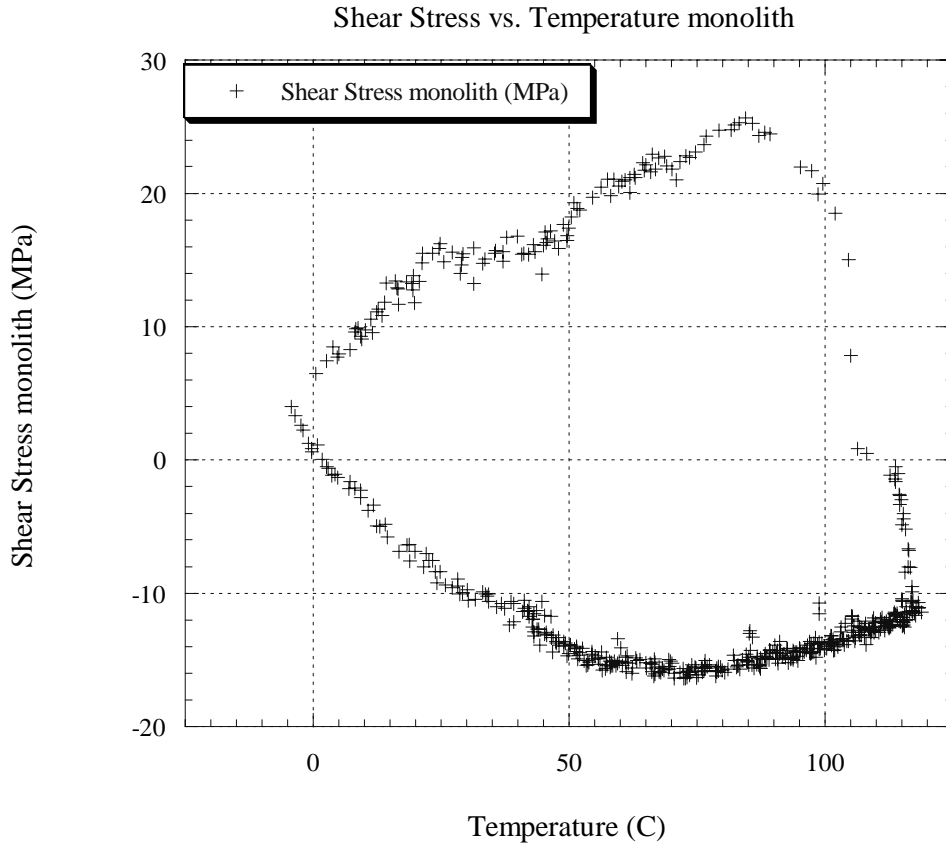 Shear Stress vs. Temperature monolith
30
Shear Stress monolith (MPa)
20
10
0
-10
-20
Shear Stress monolith (MPa)
0 50 100
Temperature (C)